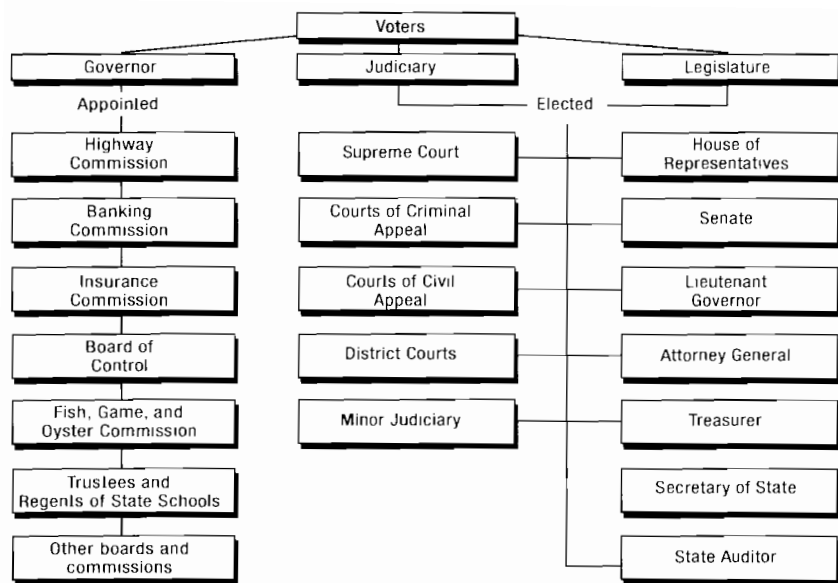 Voters
Governor
Judiciary
Legislature
Appointed
Elected
Highway
Commission
Banking
Commission
Insurance
Commission
Board of
Control
Fish, Game, and
Oyster Commission
Trustees and
Regents of State Schools
Other boards and
commissions
Supreme Court
Courts of Criminal
Appeal
Courts of Civil
Appeal
District Courts
Minor Judiciary
House of
Representatives
Senate
Lieutenant
Governor
Attorney General
Treasurer
Secretary of State
State Auditor